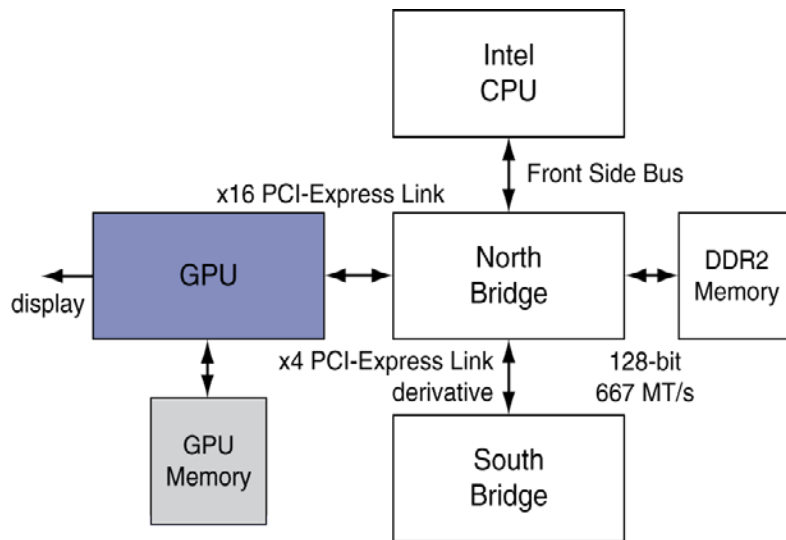 Intel
CPU
Front Side Bus
x16 PCI-Express Link
GPU
North
Bridge
DDR2
Memory
display
x4 PCI-Express Link
derivative
128-bit
667 MT/s
GPU
Memory
South
Bridge